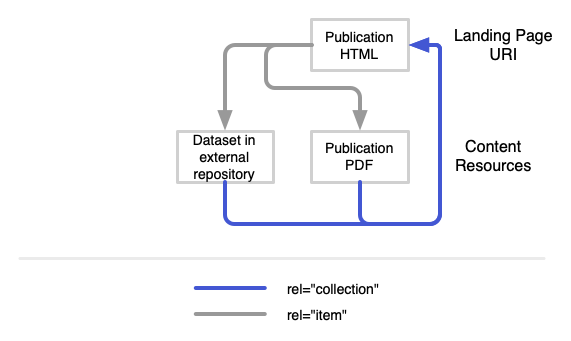 Publication
HTML
Landing Page
URI
Dataset in
external
repository
Publication
PDF
Content
Resources
rel="collection"
rel="item"